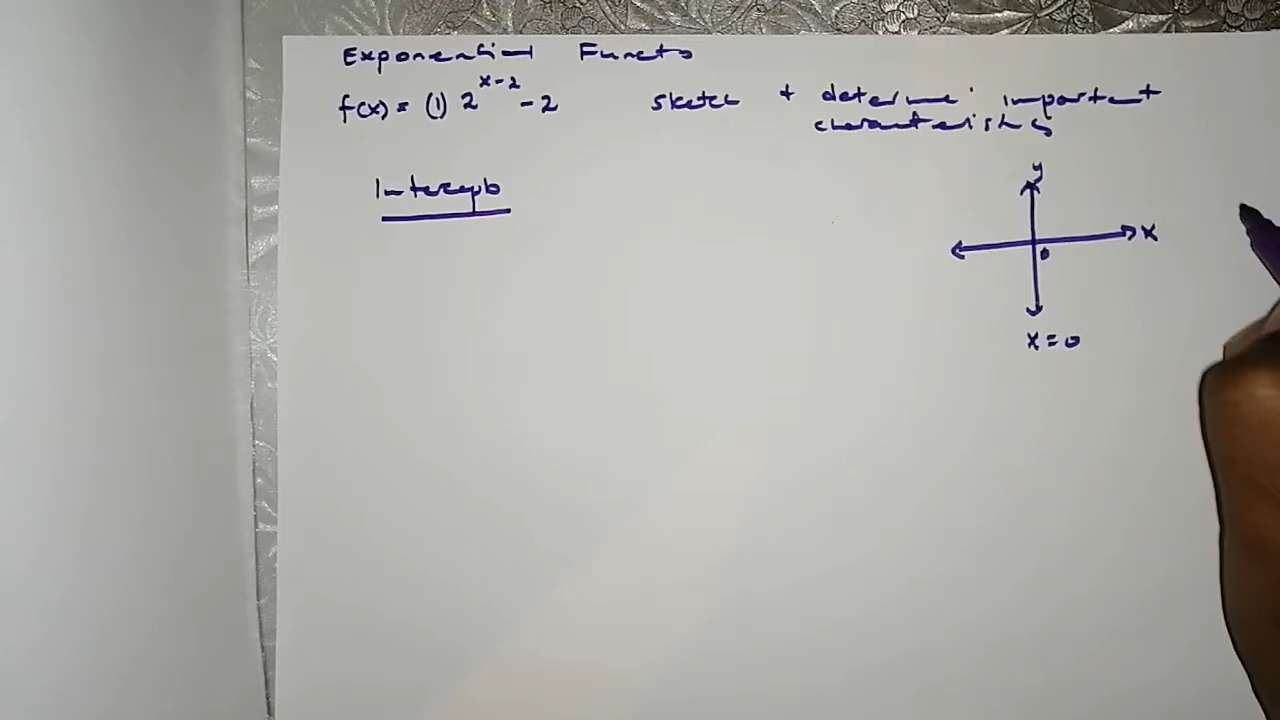 Exponential Functs
f(x) = (1) 2^{x-2} - 2 sketch + determine important
characteristics
Intercepts
y
x
0
x = 0